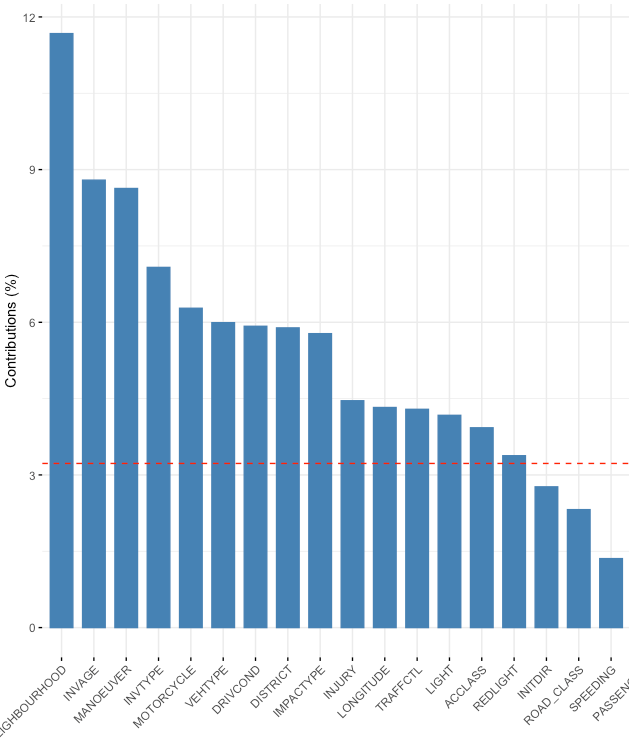 Contributions (%)
12
9
6
3
0
INVAGE
MANOEUVER
INVTYPE
MOTORCYCLE
VEHTYPE
DRIVCOND
DISTRICT
IMPACTYPE
INJURY
LONGITUDE
TRAFFCTL
LIGHT
ACCLASS
REDLIGHT
INITDIR
ROAD_CLASS
SPEEDING